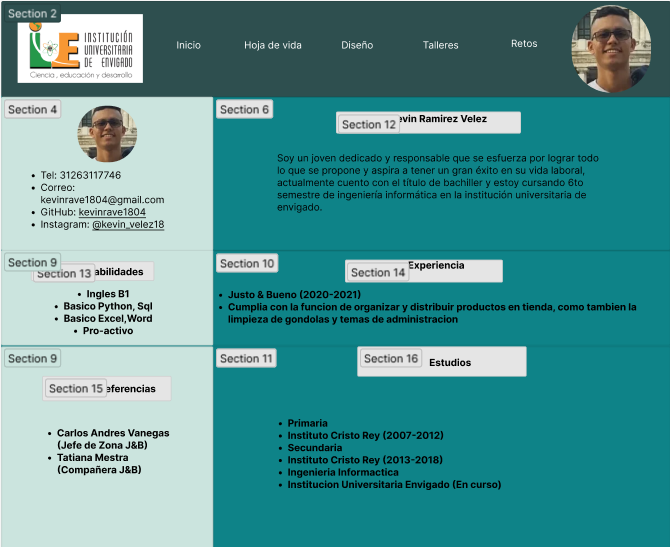 Section 2
INSTITUCIÓN
UNIVERSITARIA
DE ENVIGADO
Ciencia, educación y desarrollo
Inicio
Hoja de vida
Diseño
Talleres
Retos
Section 4
Tel: 31263117746
Correo:
kevinrave1804@gmail.com
GitHub: kevinrave1804
Instagram: @kevin_velez18
Section 6
Section 12
evin Ramirez Velez
Soy un joven dedicado y responsable que se esfuerza por lograr todo
lo que se propone y aspira a tener un gran éxito en su vida laboral,
actualmente cuento con el título de bachiller y estoy cursando 6to
semestre de ingeniería informática en la institución universitaria de
envigado.
Section 9
Section 13
abilidades
Ingles B1
Basico Python, Sql
Basico Excel,Word
Pro-activo
Section 10
Section 14
Experiencia
Justo & Bueno (2020-2021)
Cumplia con la funcion de organizar y distribuir productos en tienda, como tambien la
limpieza de gondolas y temas de administracion
Section 9
Section 15
eferencias
Carlos Andres Vanegas
(Jefe de Zona J&B)
Tatiana Mestra
(Compañera J&B)
Section 11
Section 16
Estudios
Primaria
Instituto Cristo Rey (2007-2012)
Secundaria
Instituto Cristo Rey (2013-2018)
Ingenieria Informactica
Institucion Universitaria Envigado (En curso)